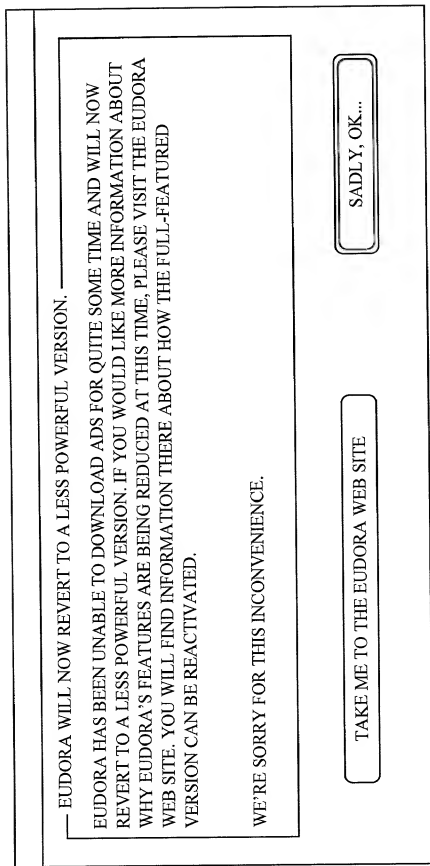 EUDORA WILL NOW REVERT TO A LESS POWERFUL VERSION.
EUDORA HAS BEEN UNABLE TO DOWNLOAD ADS FOR QUITE SOME TIME AND WILL NOW
REVERT TO A LESS POWERFUL VERSION. IF YOU WOULD LIKE MORE INFORMATION ABOUT
WHY EUDORA'S FEATURES ARE BEING REDUCED AT THIS TIME, PLEASE VISIT THE EUDORA
WEB SITE. YOU WILL FIND INFORMATION THERE ABOUT HOW THE FULL-FEATURED
VERSION CAN BE REACTIVATED.
WE'RE SORRY FOR THIS INCONVENIENCE.
TAKE ME TO THE EUDORA WEB SITE
SADLY, OK...